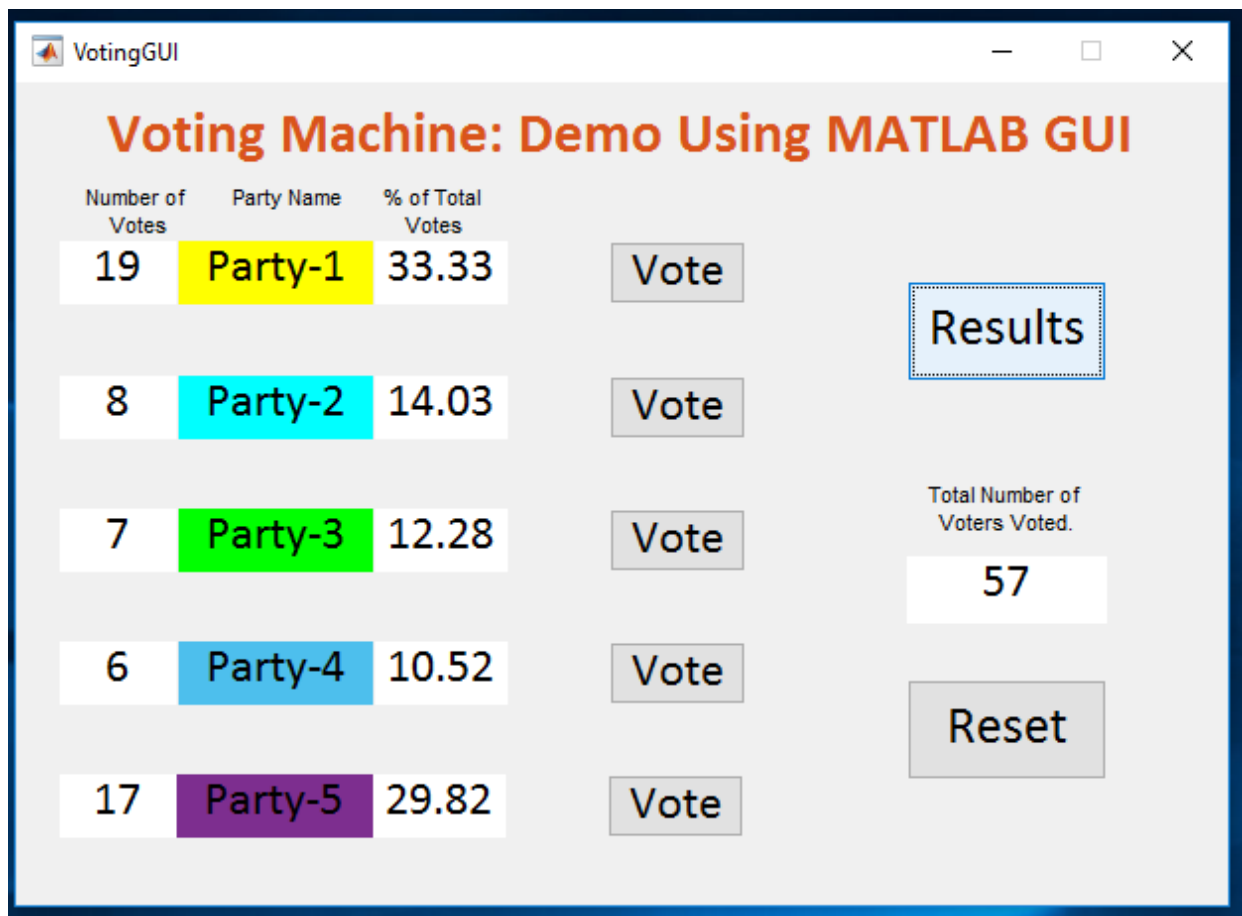 VotingGUI
Voting Machine: Demo Using MATLAB GUI
Number of Votes Party Name % of Total Votes
19 Party-1 33.33 Vote
Results
8 Party-2 14.03 Vote
Total Number of
Voters Voted.
7 Party-3 12.28 Vote
57
6 Party-4 10.52 Vote
Reset
17 Party-5 29.82 Vote